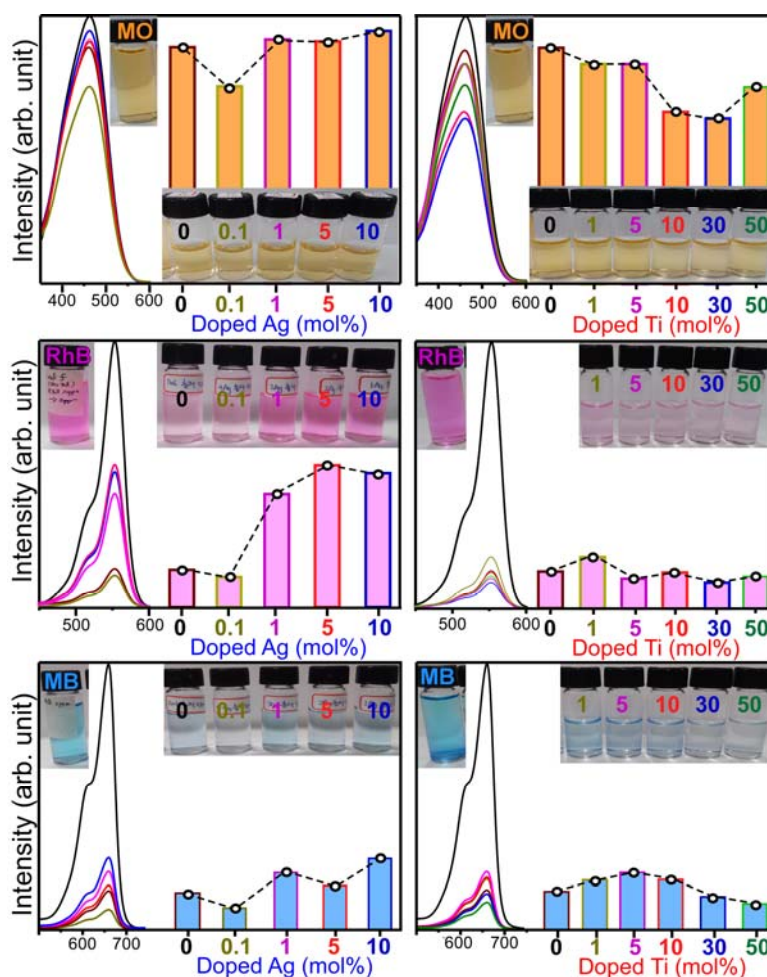 Intensity (arb. unit)
MO
0 0.1 1 5 10
400 500 600
0 0.1 1 5 10
Doped Ag (mol%)
MO
0 1 5 10 30 50
400 500 600
0 1 5 10 30 50
Doped Ti (mol%)
Intensity (arb. unit)
RhB
0 0.1 1 5 10
500 600
0 0.1 1 5 10
Doped Ag (mol%)
RhB
1 5 10 30 50
500 600
0 1 5 10 30 50
Doped Ti (mol%)
Intensity (arb. unit)
MB
0 0.1 1 5 10
600 700
0 0.1 1 5 10
Doped Ag (mol%)
MB
1 5 10 30 50
600 700
0 1 5 10 30 50
Doped Ti (mol%)